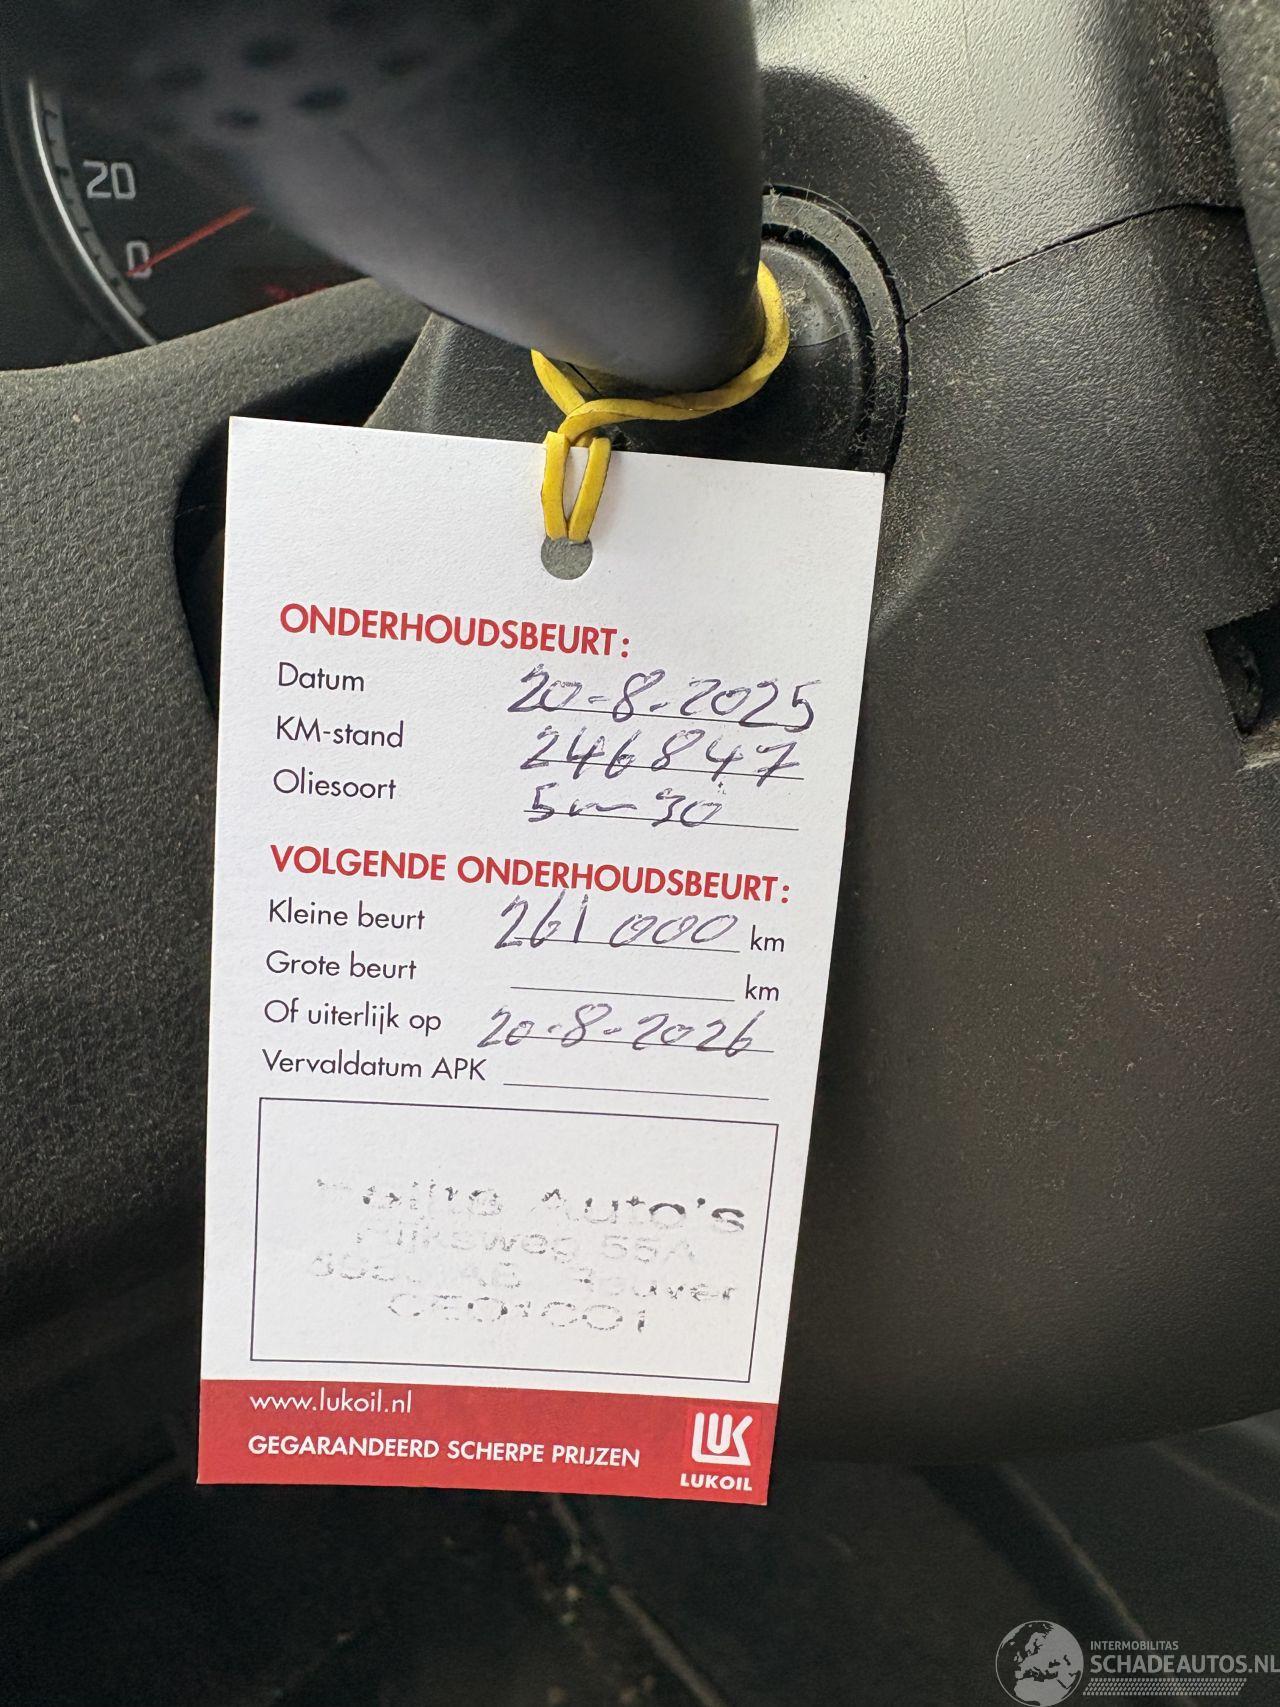 20
0
ONDERHOUDSBEURT:
Datum 20-8-2025
KM-stand 246847
Oliesoort 5w-30
VOLGENDE ONDERHOUDSBEURT:
Kleine beurt 261000 km
Grote beurt km
Of uiterlijk op 20-8-2026
Vervaldatum APK
Auto's
Rijksweg 55A
www.lukoil.nl
GEGARANDEERD SCHERPE PRIJZEN
LUK
LUKOIL
INTERMOBILITAS
SCHADEAUTOS.NL